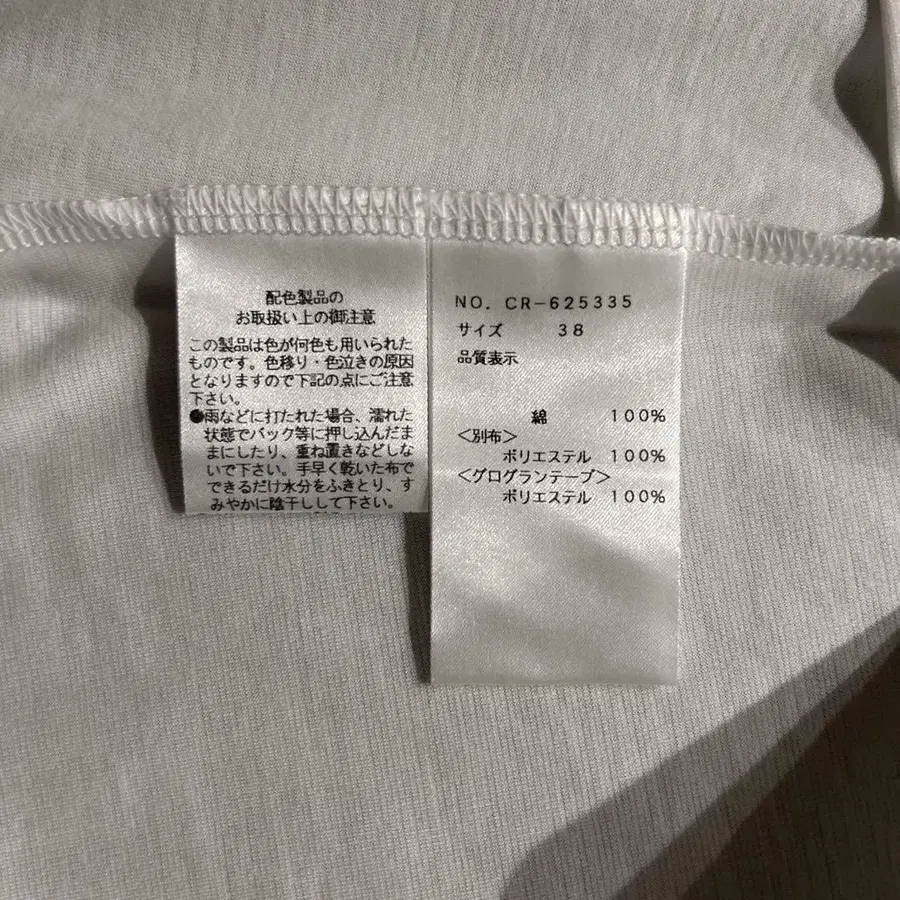 配色製品の
お取扱い上の御注意
この製品は色が何色も用いられた
ものです。色移り・色泣きの原因
となりますので下記の点にご注意
下さい。
●雨などに打たれた場合、濡れた
状態でバック等に押し込んだま
まにしたり、重ね置きなどしな
いで下さい。手早く乾いた布で
できるだけ水分をふきとり、す
みやかに陰干しして下さい。
NO. CR-625335
サイズ 38
品質表示
綿 100%
<別布>
ポリエステル 100%
<グログランテープ>
ポリエステル 100%